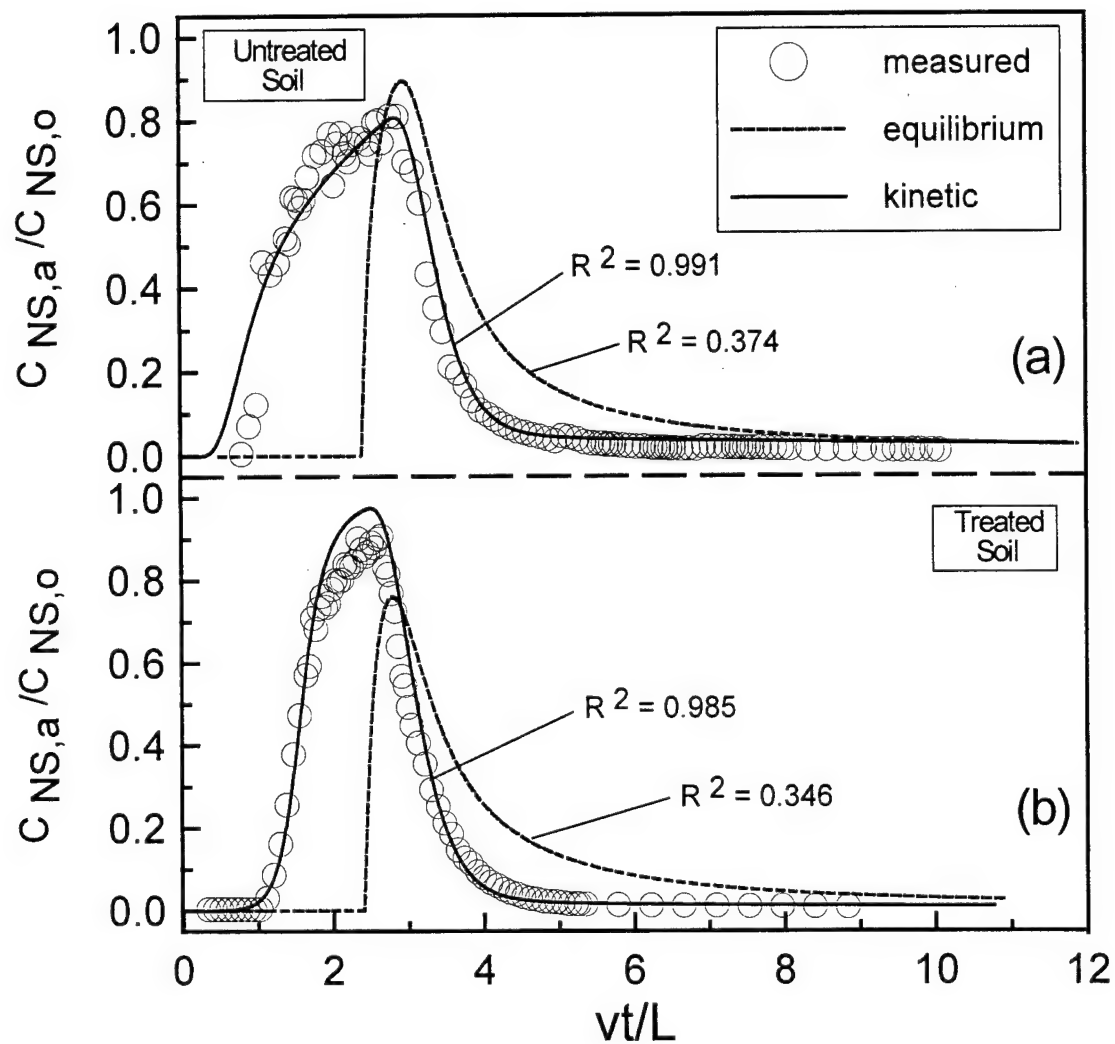 Untreated
Soil
measured
equilibrium
kinetic
C NS,a /C NS,o
1.0
0.8
0.6
0.4
0.2
0.0
R 2 = 0.991
R 2 = 0.374
(a)
Treated
Soil
C NS,a /C NS,o
1.0
0.8
0.6
0.4
0.2
0.0
R 2 = 0.985
R 2 = 0.346
(b)
0 2 4 6 8 10 12
vt/L